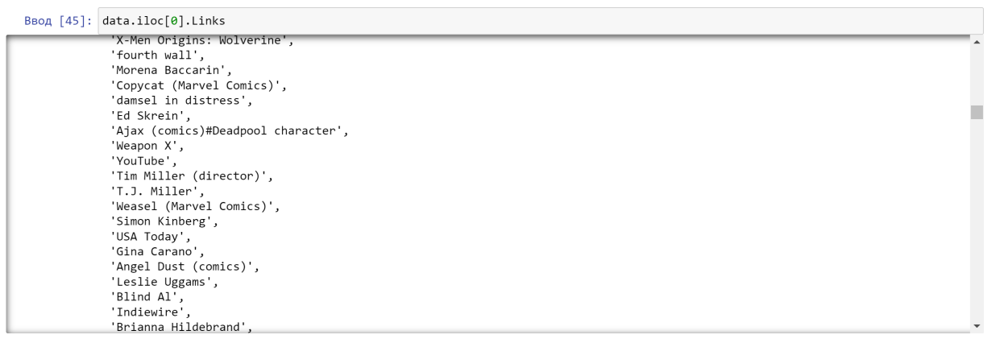 Ввод [45]: data.iloc[0].Links
'X-Men Origins: Wolverine',
'fourth wall',
'Morena Baccarin',
'Copycat (Marvel Comics)',
'damsel in distress',
'Ed Skrein',
'Ajax (comics)#Deadpool character',
'Weapon X',
'YouTube',
'Tim Miller (director)',
'T.J. Miller',
'Weasel (Marvel Comics)',
'Simon Kinberg',
'USA Today',
'Gina Carano',
'Angel Dust (comics)',
'Leslie Uggams',
'Blind Al',
'Indiewire',
'Brianna Hildebrand',